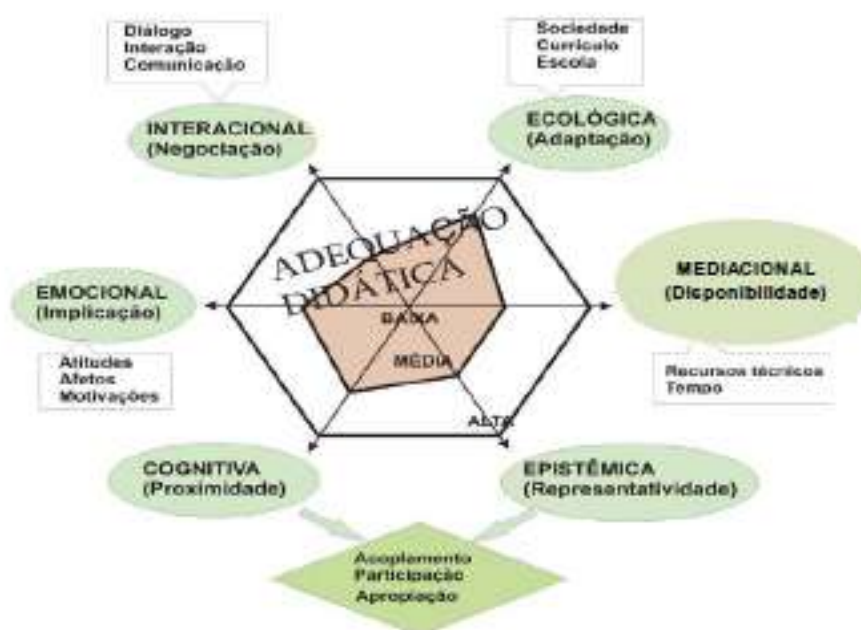 Diálogo
Interação
Comunicação
Sociedade
Currículo
Escola
INTERACIONAL
(Negociação)
ECOLÓGICA
(Adaptação)
ADEQUAÇÃO
DIDÁTICA
EMOCIONAL
(Implicação)
MEDIACIONAL
(Disponibilidade)
BAIXA
MÉDIA
ALTA
Atitudes
Afetos
Motivações
Recursos técnicos
Tempo
COGNITIVA
(Proximidade)
EPISTÊMICA
(Representatividade)
Acoplamento
Participação
Apropiação